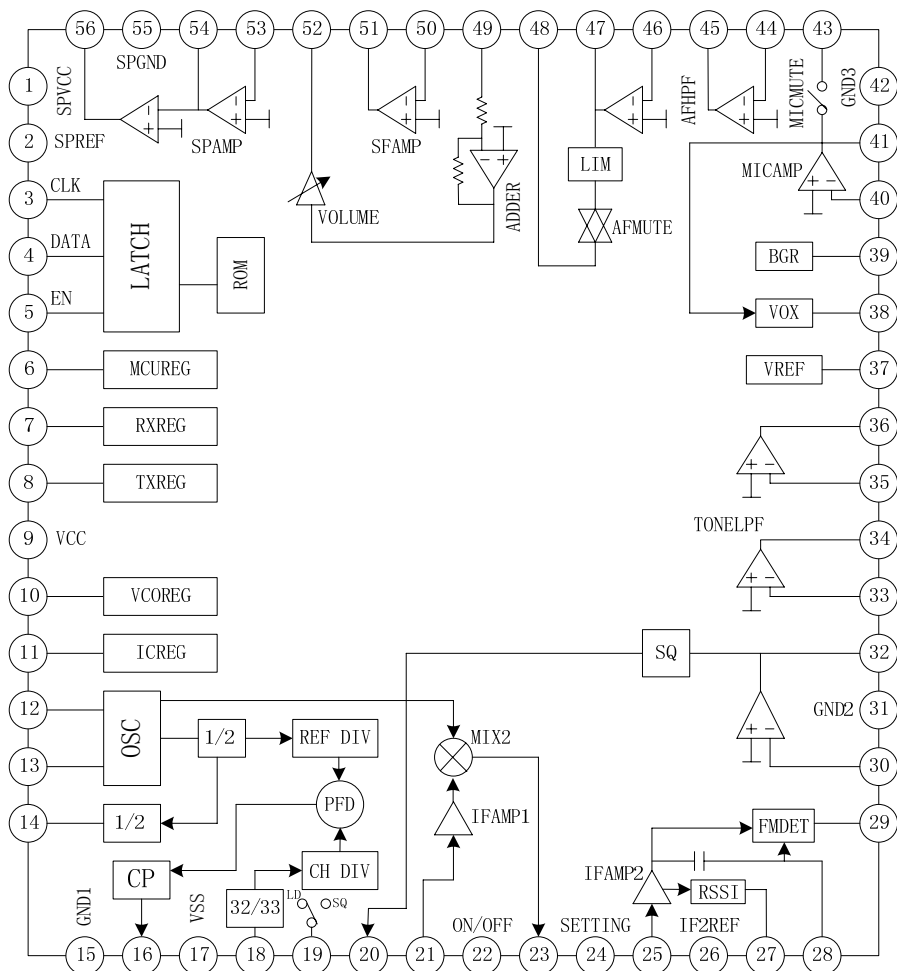 56 55 54 53 52 51 50 49 48 47 46 45 44 43
SPVCC
SPGND
AFHPF
MICMUTE
GND3
1
42
SPREF
SPAMP
SFAMP
2
41
LIM
MICAMP
3
CLK
VOLUME
ADDER
AFMUTE
40
LATCH
ROM
4
DATA
BGR
39
5
EN
VOX
38
6
MCUREG
VREF
37
7
RXREG
36
8
TXREG
35
TONELPF
9
VCC
34
10
VCOREG
33
11
ICREG
SQ
32
12
OSC
1/2
REF DIV
MIX2
GND2
31
13
30
14
1/2
PFD
IFAMP1
FMDET
29
CP
CH DIV
IFAMP2
RSSI
GND1
VSS
32/33
LD
SQ
ON/OFF
SETTING
IF2REF
15 16 17 18 19 20 21 22 23 24 25 26 27 28